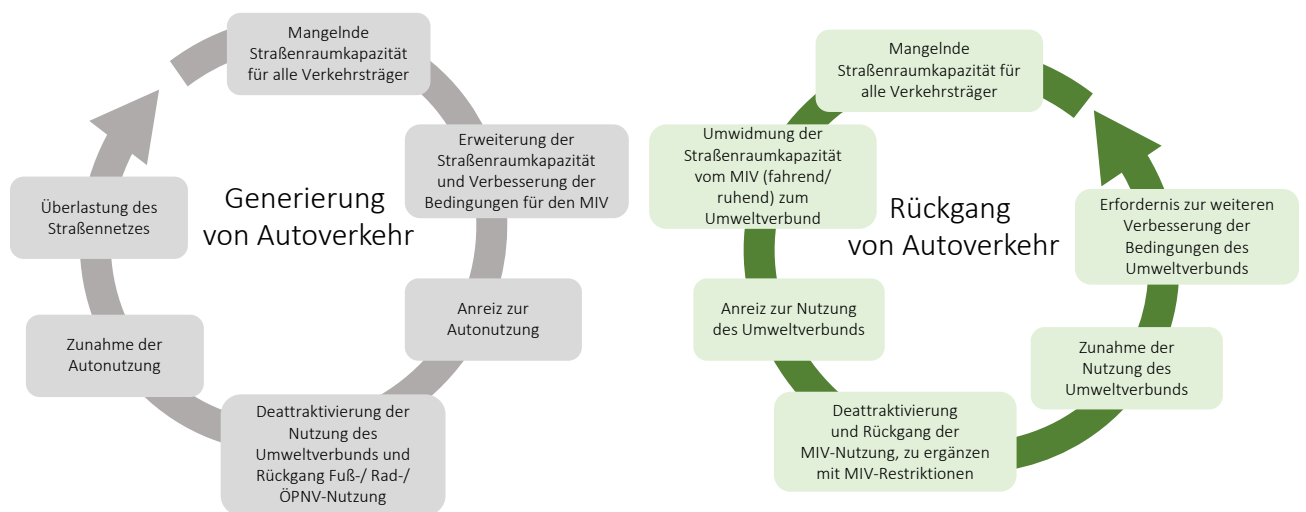 Mangelnde
Straßenraumkapazität
für alle Verkehrsträger
Erweiterung der
Straßenraumkapazität
und Verbesserung der
Bedingungen für den MIV
Anreiz zur
Autonutzung
Deattraktivierung der
Nutzung des
Umweltverbunds und
Rückgang Fuß-/ Rad-/
ÖPNV-Nutzung
Zunahme der
Autonutzung
Überlastung des
Straßennetzes
Generierung
von Autoverkehr
Mangelnde
Straßenraumkapazität für
alle Verkehrsträger
Umwidmung der
Straßenraumkapazität
vom MIV (fahrend/
ruhend) zum
Umweltverbund
Anreiz zur Nutzung
des Umweltverbunds
Deattraktivierung
und Rückgang der
MIV-Nutzung, zu ergänzen
mit MIV-Restriktionen
Zunahme der
Nutzung des
Umweltverbunds
Erfordernis zur weiteren
Verbesserung der
Bedingungen des
Umweltverbunds
Rückgang
von Autoverkehr